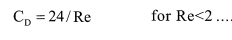 C_D = 24/Re for Re<2 ....